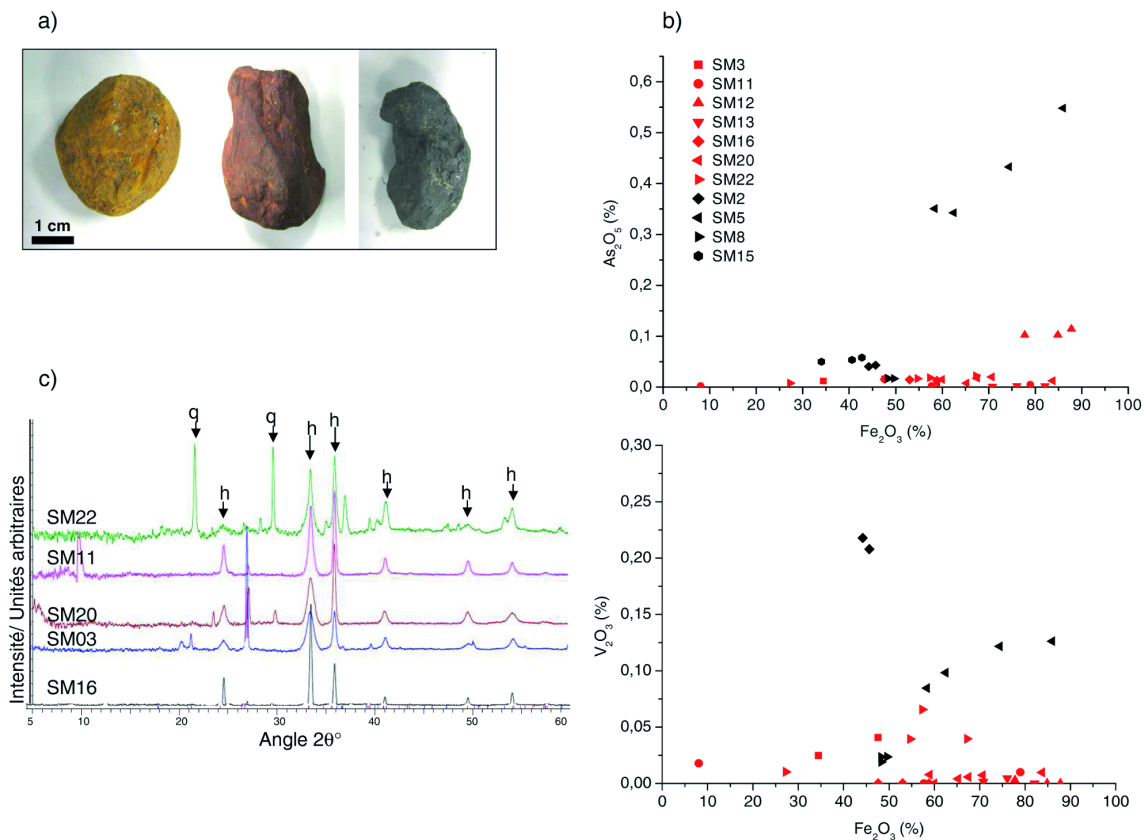 a)
1 cm
b)
As₂O₅ (%)
0,6
0,5
0,4
0,3
0,2
0,1
0,0
SM3
SM11
SM12
SM13
SM16
SM20
SM22
SM2
SM5
SM8
SM15
0 10 20 30 40 50 60 70 80 90 100
Fe₂O₃ (%)
V₂O₃ (%)
0,30
0,25
0,20
0,15
0,10
0,05
0,00
0 10 20 30 40 50 60 70 80 90 100
Fe₂O₃ (%)
c)
Intensité/ Unités arbitraires
q q h h
h h h h
SM22
SM11
SM20
SM03
SM16
5 20 30 40 50 60
Angle 2θ°